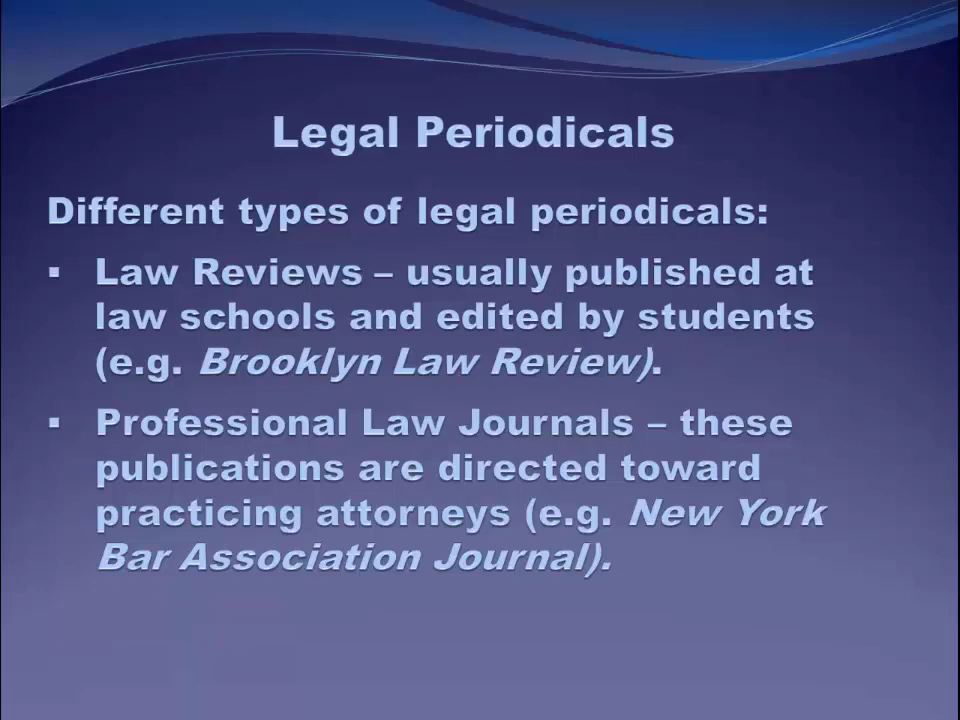 Legal Periodicals
Different types of legal periodicals:
▪ Law Reviews – usually published at
law schools and edited by students
(e.g. Brooklyn Law Review).
▪ Professional Law Journals – these
publications are directed toward
practicing attorneys (e.g. New York
Bar Association Journal).